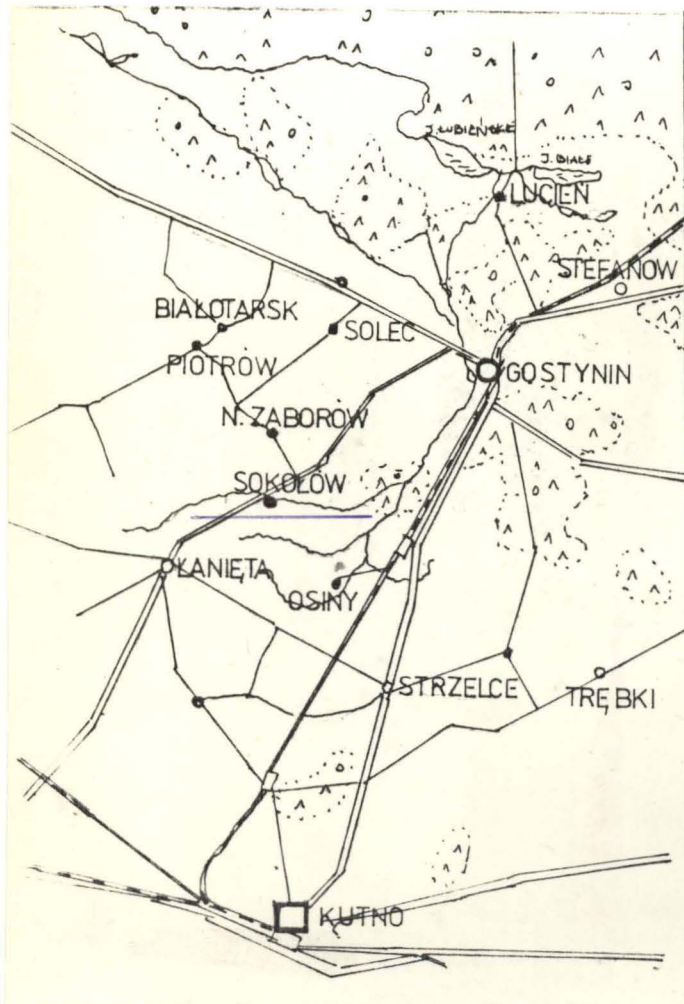 J. LUBIEŃSKIE
J. BIAŁE
LUCIEŃ
STEFANÓW
BIAŁOTARSK
SOLEC
PIOTRÓW
GOSTYNIN
N. ZABORÓW
SOKOŁÓW
ŁANIĘTA
OSINY
STRZELCE
TRĘBKI
KUTNO